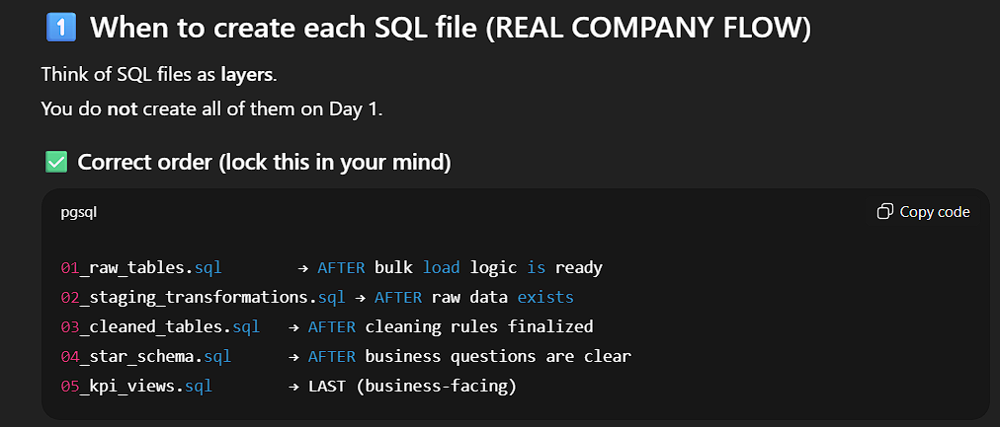 1 When to create each SQL file (REAL COMPANY FLOW)
Think of SQL files as layers.
You do not create all of them on Day 1.
✅ Correct order (lock this in your mind)
pgsql
Copy code
01_raw_tables.sql → AFTER bulk load logic is ready
02_staging_transformations.sql → AFTER raw data exists
03_cleaned_tables.sql → AFTER cleaning rules finalized
04_star_schema.sql → AFTER business questions are clear
05_kpi_views.sql → LAST (business-facing)